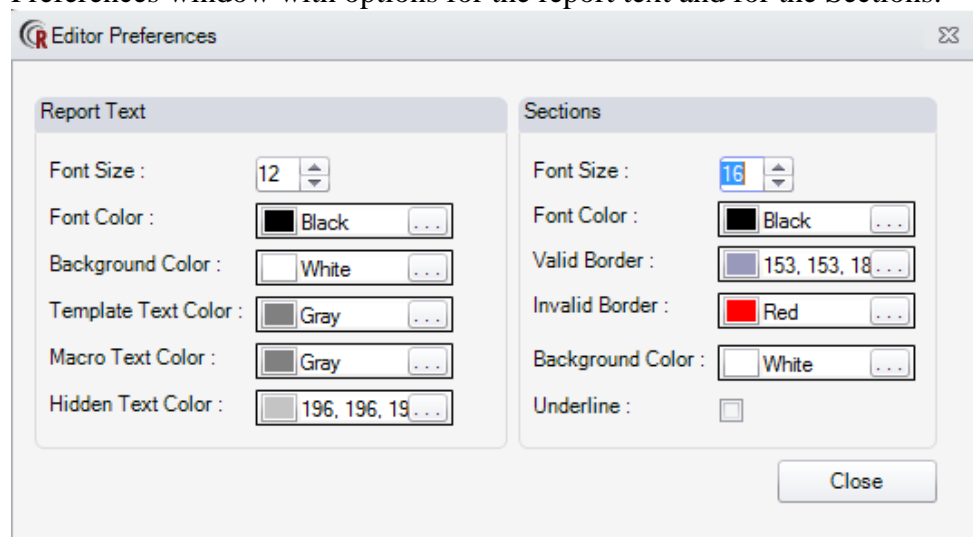 Preferences window with options for the report text and for the Sections.
Editor Preferences
Report Text
Font Size : 12
Font Color : Black ...
Background Color : White ...
Template Text Color : Gray ...
Macro Text Color : Gray ...
Hidden Text Color : 196, 196, 19...
Sections
Font Size : 16
Font Color : Black ...
Valid Border : 153, 153, 18...
Invalid Border : Red ...
Background Color : White ...
Underline :
Close